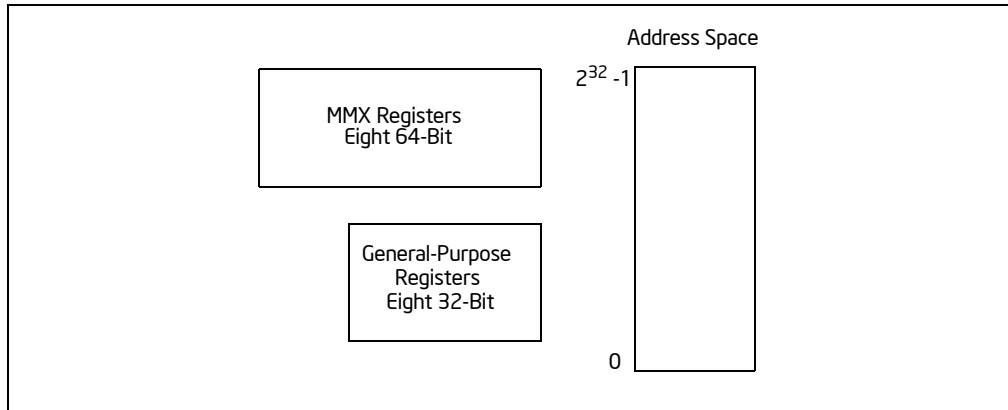 Address Space
2³² -1
MMX Registers
Eight 64-Bit
General-Purpose
Registers
Eight 32-Bit
0